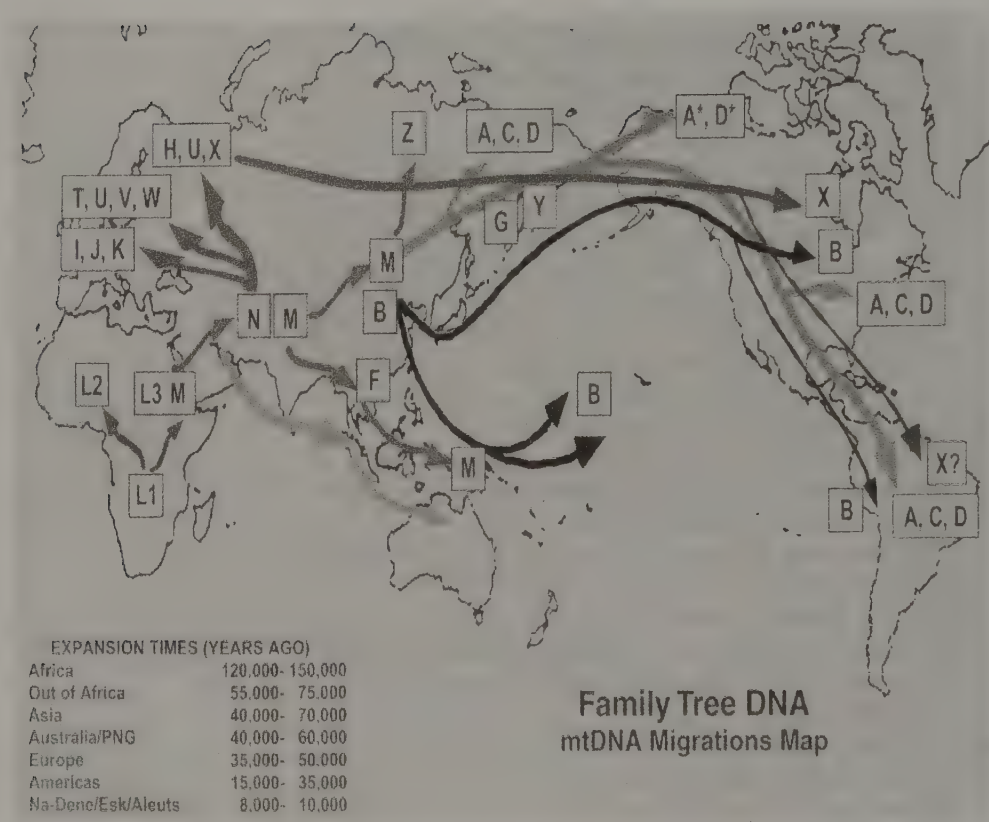 A*, D*
Z
A, C, D
H, U, X
T, U, V, W
X
Y
G
I, J, K
B
M
A, C, D
N
M
B
F
L2
L3 M
B
M
X?
L1
B
A, C, D
EXPANSION TIMES (YEARS AGO)
Africa 120,000- 150,000
Out of Africa 55,000- 75,000
Asia 40,000- 70,000
Australia/PNG 40,000- 60,000
Europe 35,000- 50.000
Americas 15,000- 35,000
Na-Dene/Esk/Aleuts 8,000- 10,000
Family Tree DNA
mtDNA Migrations Map